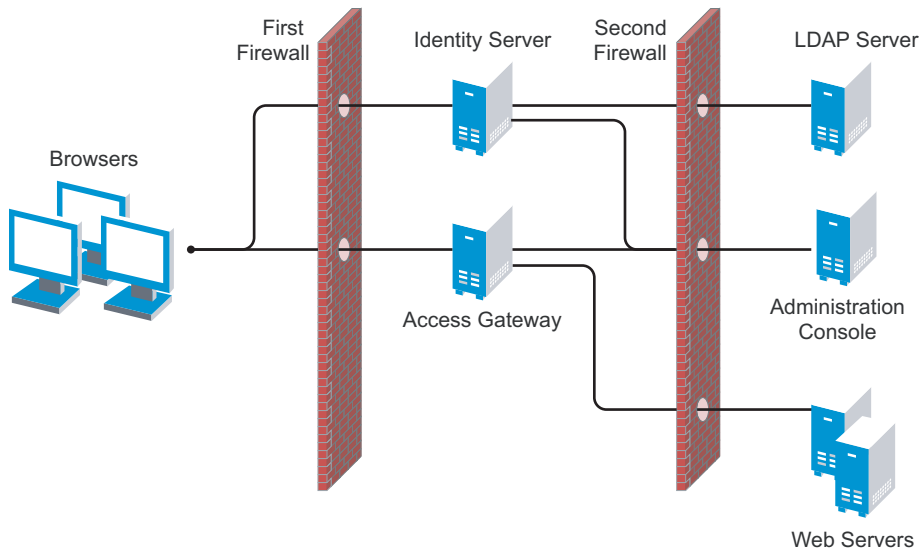 First
Firewall
Identity Server
Second
Firewall
LDAP Server
Browsers
Access Gateway
Administration
Console
Web Servers